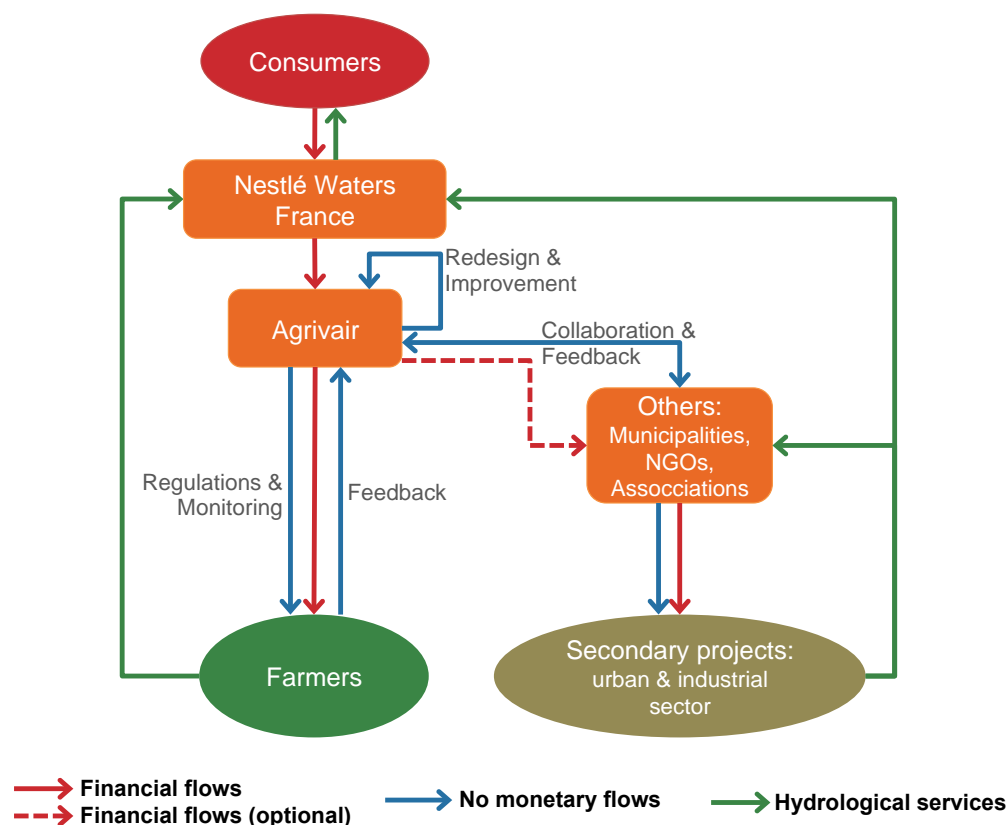 Consumers
Nestlé Waters
France
Redesign &
Improvement
Agrivair
Collaboration &
Feedback
Others:
Municipalities,
NGOs,
Assocciations
Regulations &
Monitoring
Feedback
Farmers
Secondary projects:
urban & industrial
sector
Financial flows
Financial flows (optional)
No monetary flows
Hydrological services